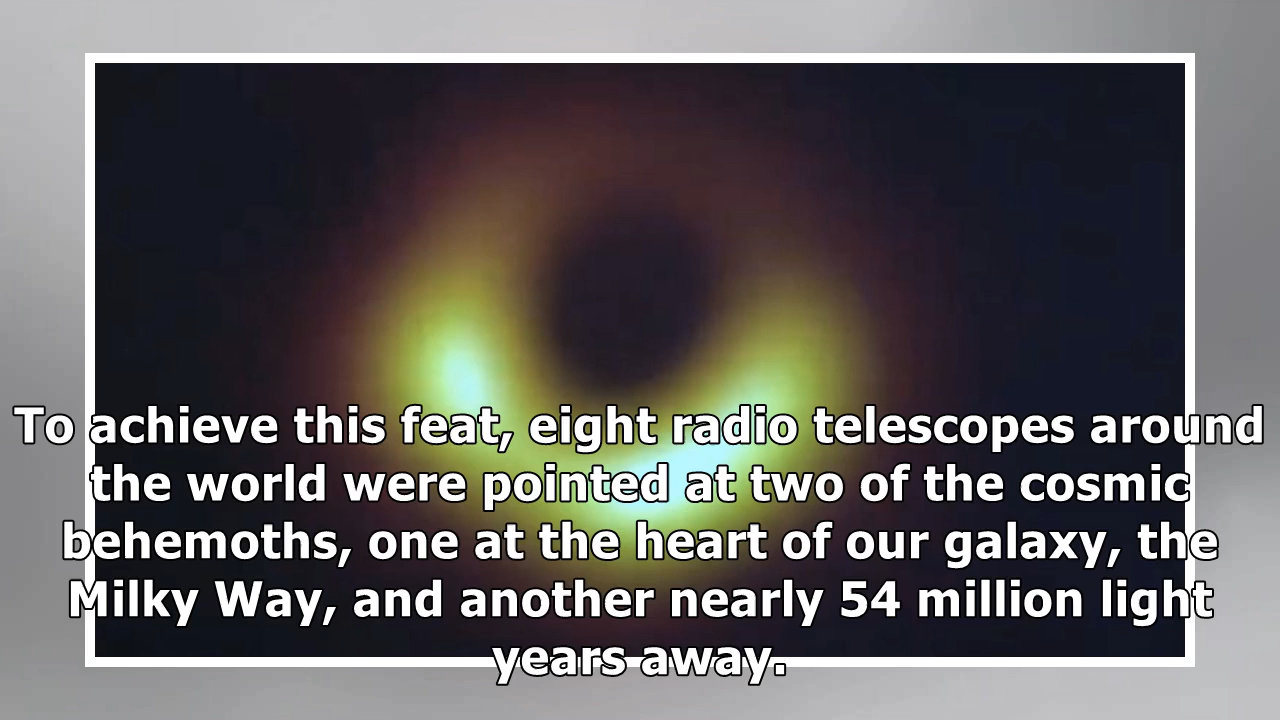 To achieve this feat, eight radio telescopes around
the world were pointed at two of the cosmic
behemoths, one at the heart of our galaxy, the
Milky Way, and another nearly 54 million light
years away.